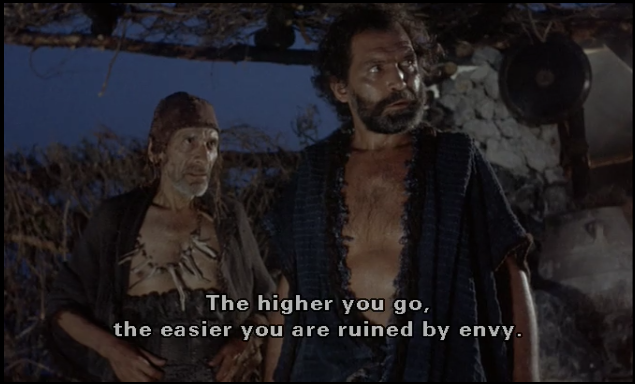 The higher you go,
the easier you are ruined by envy.